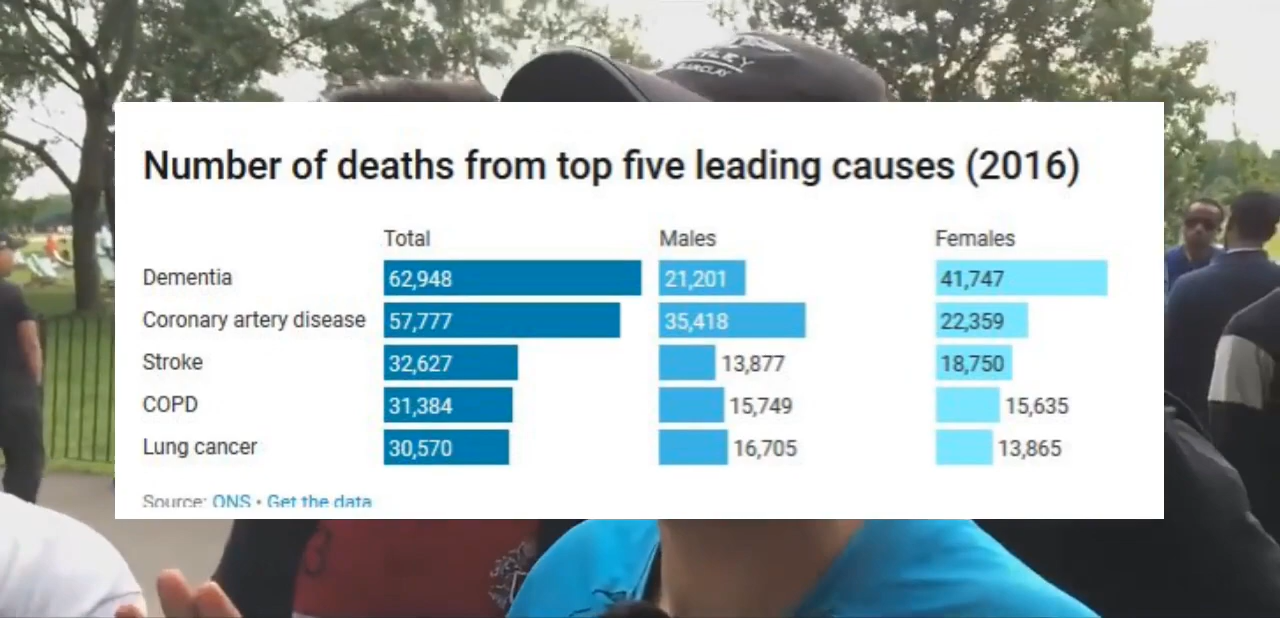 BARCLAY
Number of deaths from top five leading causes (2016)
Total Males Females
Dementia 62,948 21,201 41,747
Coronary artery disease 57,777 35,418 22,359
Stroke 32,627 13,877 18,750
COPD 31,384 15,749 15,635
Lung cancer 30,570 16,705 13,865
Source: ONS • Get the data
3